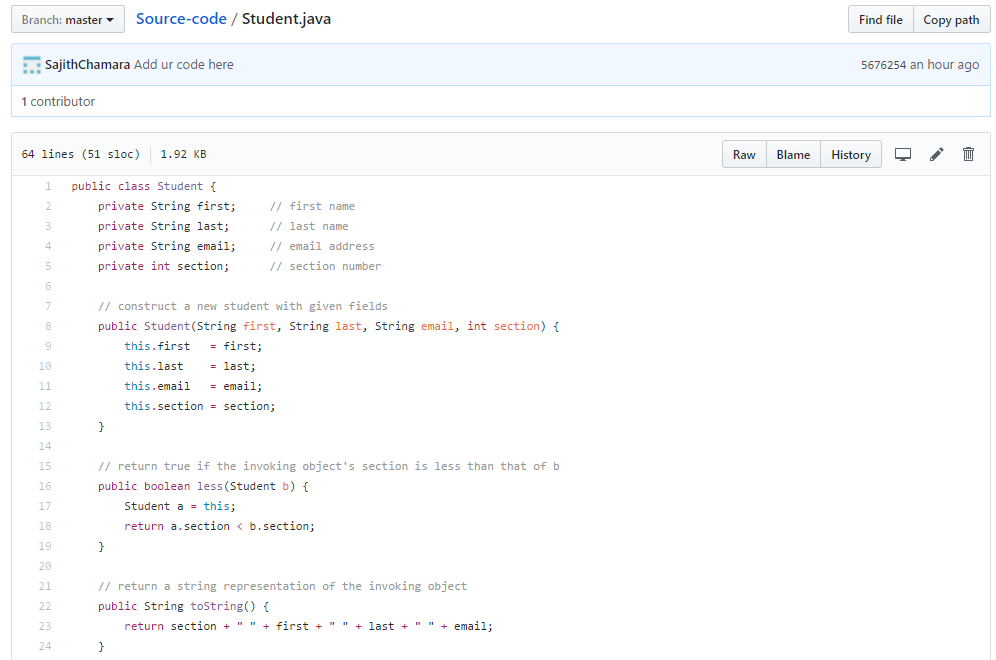 Branch: master
Source-code / Student.java
Find file
Copy path
SajithChamara Add ur code here
5676254 an hour ago
1 contributor
64 lines (51 sloc)
1.92 KB
Raw
Blame
History
1 public class Student {
2     private String first;     // first name
3     private String last;      // last name
4     private String email;     // email address
5     private int section;      // section number
6
7     // construct a new student with given fields
8     public Student(String first, String last, String email, int section) {
9         this.first   = first;
10         this.last    = last;
11         this.email   = email;
12         this.section = section;
13     }
14
15     // return true if the invoking object's section is less than that of b
16     public boolean less(Student b) {
17         Student a = this;
18         return a.section < b.section;
19     }
20
21     // return a string representation of the invoking object
22     public String toString() {
23         return section + " " + first + " " + last + " " + email;
24     }